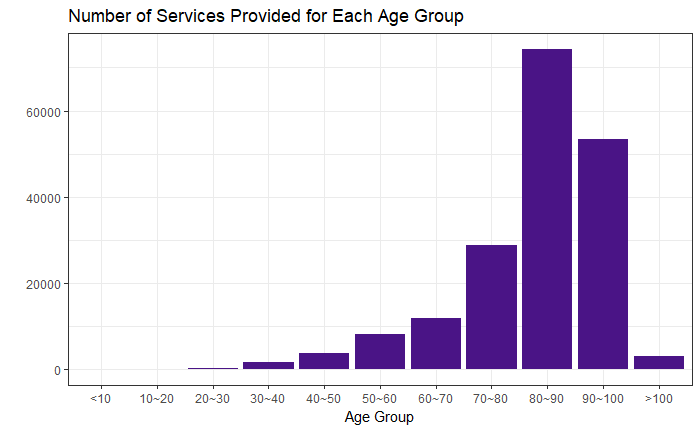 Number of Services Provided for Each Age Group
60000
40000
20000
0
<10 10~20 20~30 30~40 40~50 50~60 60~70 70~80 80~90 90~100 >100
Age Group